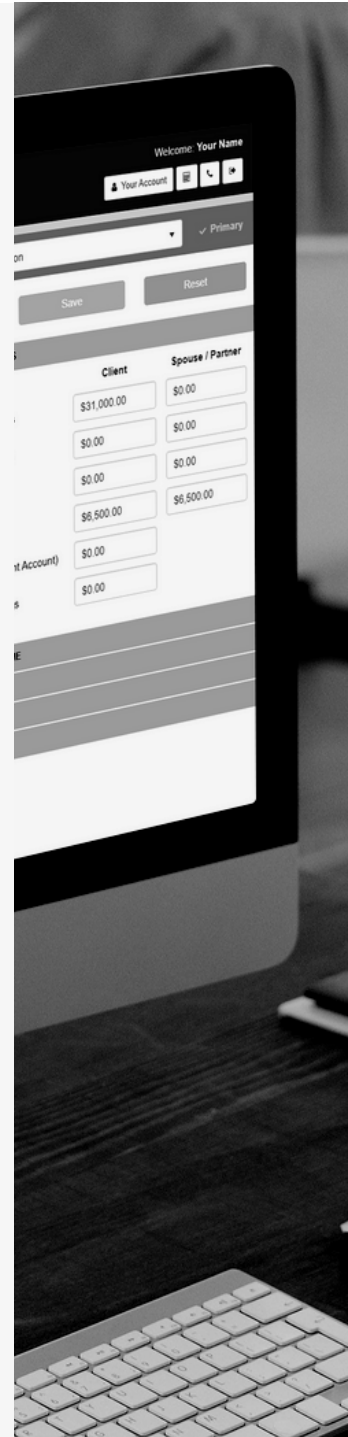 Welcome: Your Name
Your Account
on
Primary
Save
Reset
S
Client
Spouse / Partner
$31,000.00
$0.00
$0.00
$0.00
$0.00
$0.00
$6,500.00
$6,500.00
nt Account)
$0.00
s
$0.00
E